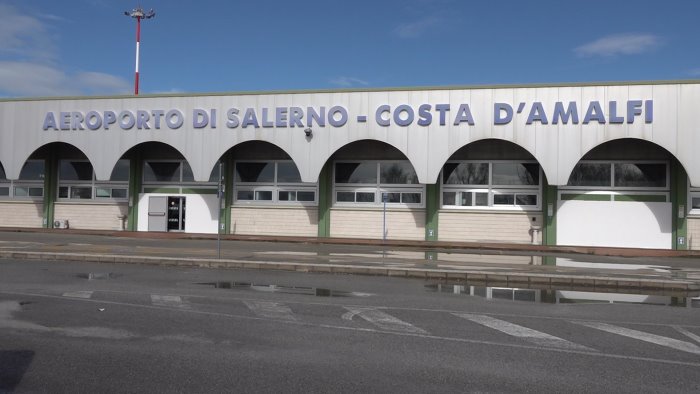 AEROPORTO DI SALERNO - COSTA D'AMALFI